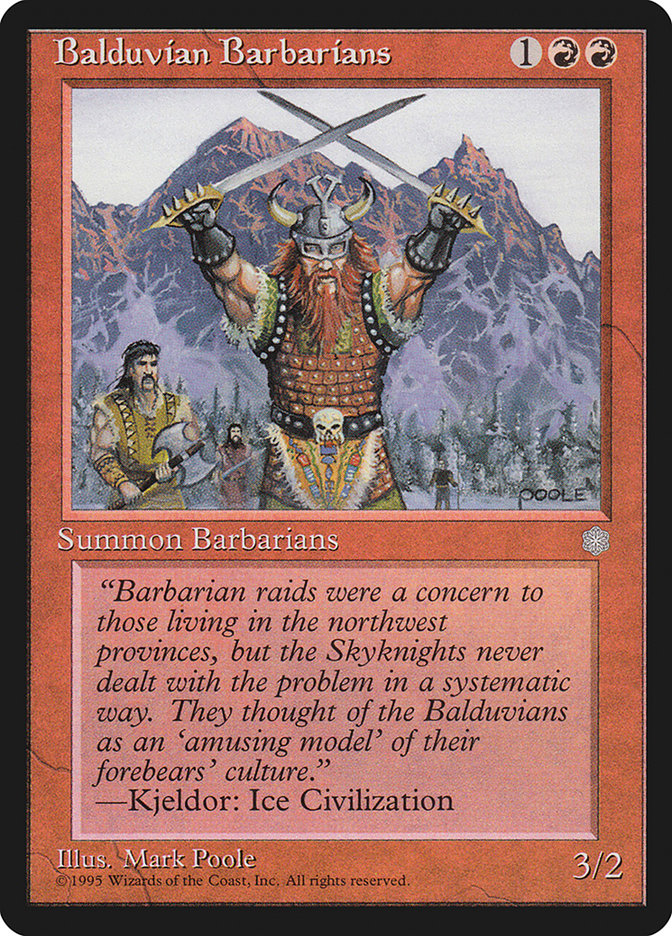 Balduvian Barbarians 1
POOLE
Summon Barbarians
“Barbarian raids were a concern to
those living in the northwest
provinces, but the Skyknights never
dealt with the problem in a systematic
way. They thought of the Balduvians
as an ‘amusing model’ of their
forebears’ culture.”
—Kjeldor: Ice Civilization
Illus. Mark Poole
©1995 Wizards of the Coast, Inc. All rights reserved.
3/2